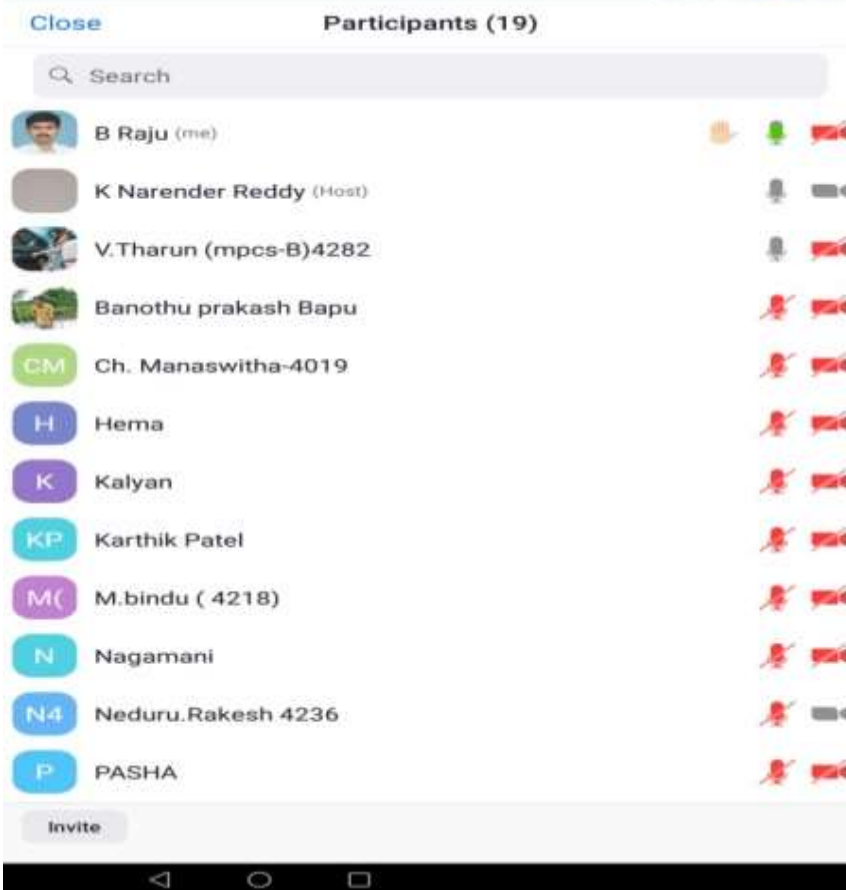 Close Participants (19)
Search
B Raju (me)
K Narender Reddy (Host)
V.Tharun (mpcs-B)4282
Banothu prakash Bapu
CM Ch. Manaswitha-4019
H Hema
K Kalyan
KP Karthik Patel
M( M.bindu ( 4218)
N Nagamani
N4 Neduru.Rakesh 4236
P PASHA
Invite